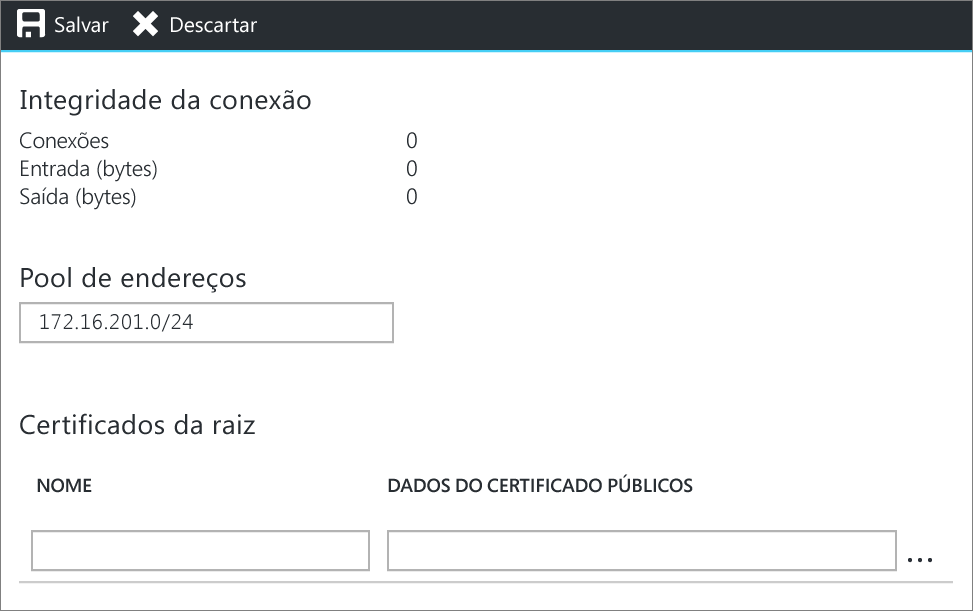 Salvar Descartar
Integridade da conexão
Conexões 0
Entrada (bytes) 0
Saída (bytes) 0
Pool de endereços
172.16.201.0/24
Certificados da raiz
NOME DADOS DO CERTIFICADO PÚBLICOS
...